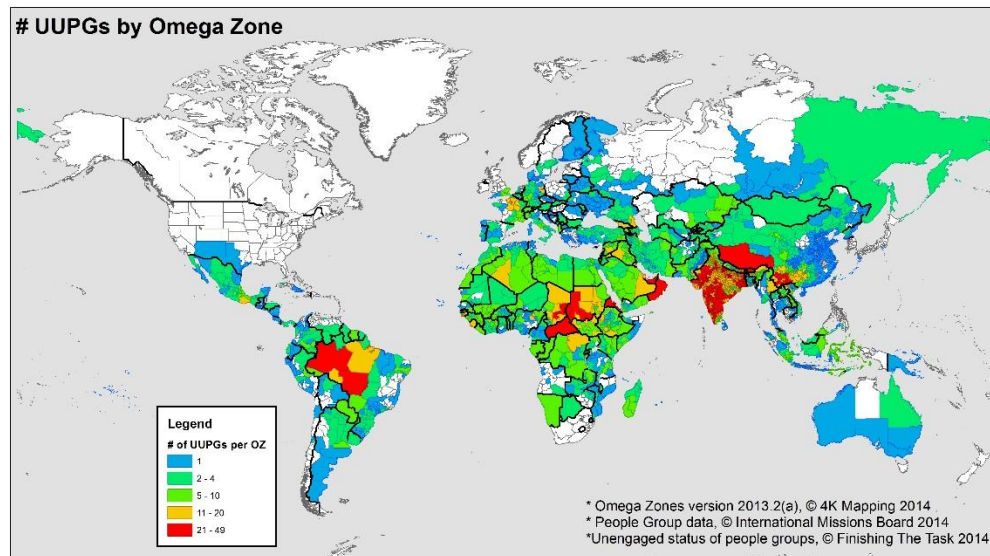 # UUPGs by Omega Zone
Legend
# of UUPGs per OZ
1
2 - 4
5 - 10
11 - 20
21 - 49
* Omega Zones version 2013.2(a), © 4K Mapping 2014
* People Group data, © International Missions Board 2014
*Unengaged status of people groups, © Finishing The Task 2014